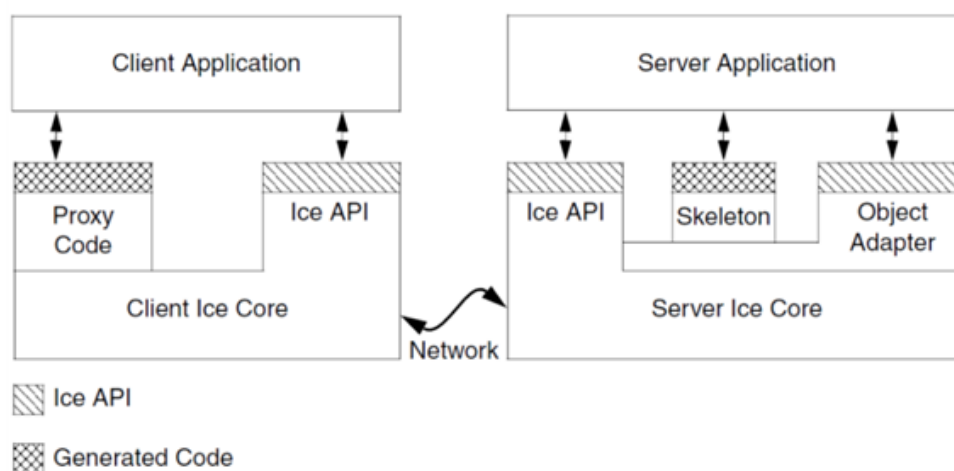 Client Application
Server Application
Proxy
Code
Ice API
Ice API
Skeleton
Object
Adapter
Client Ice Core
Server Ice Core
Network
Ice API
Generated Code